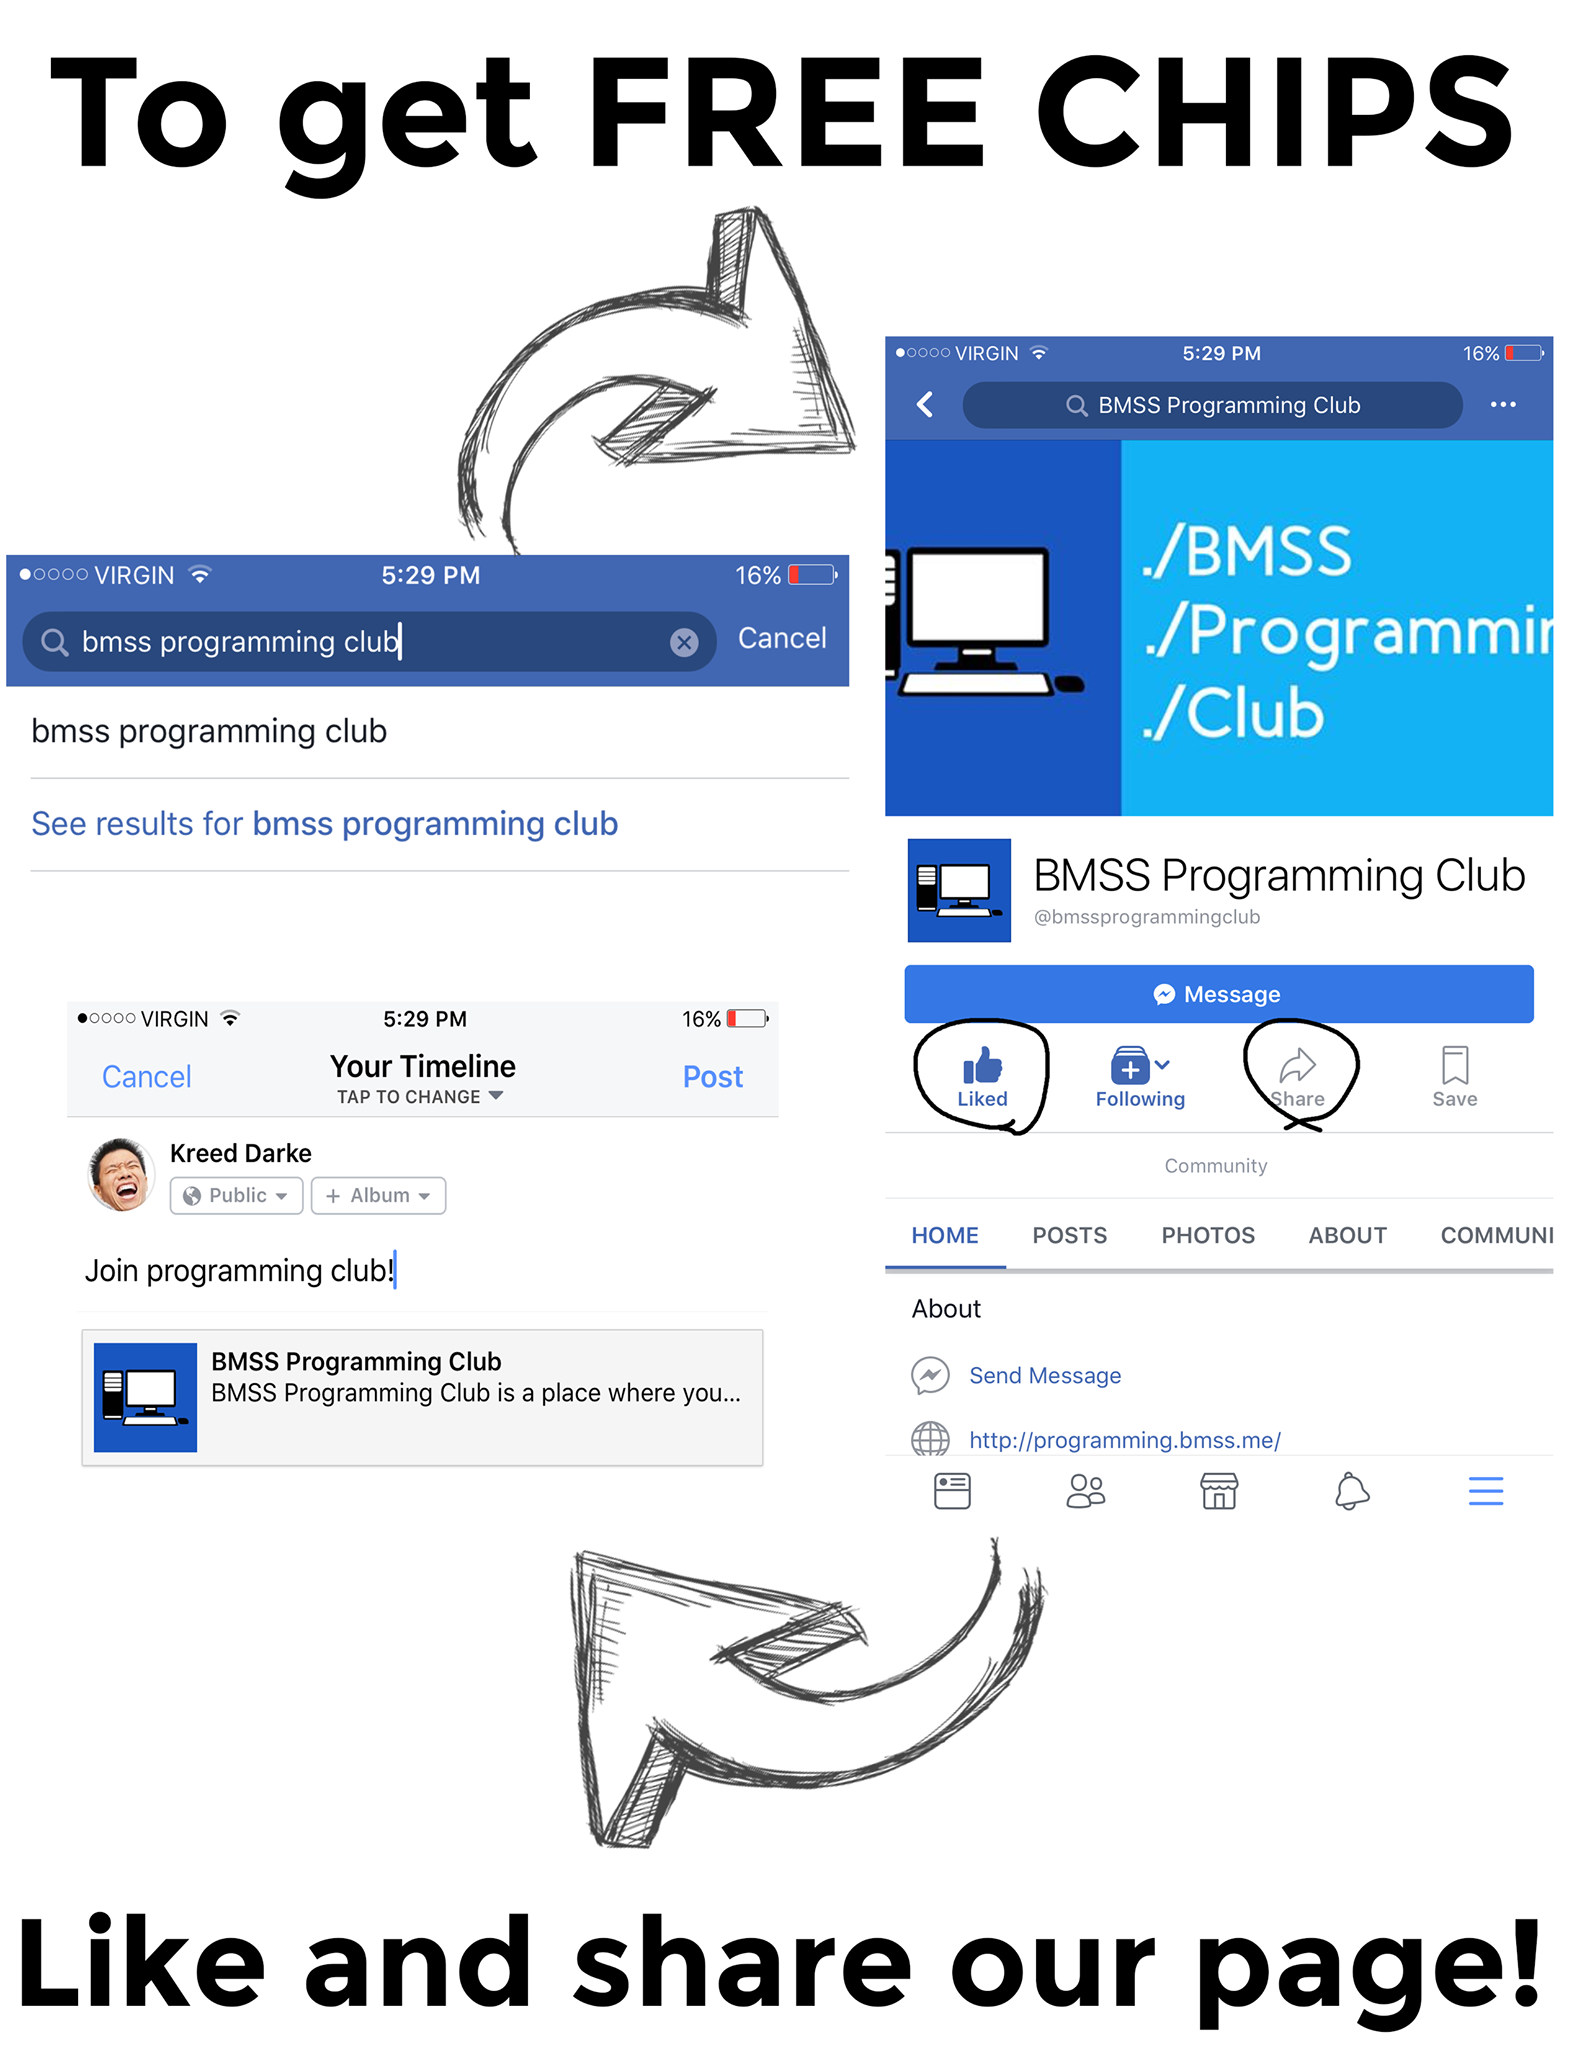 To get FREE CHIPS
VIRGIN 5:29 PM 16%
bmss programming club Cancel
bmss programming club
See results for bmss programming club
VIRGIN 5:29 PM 16%
BMSS Programming Club
./BMSS
./Programmin
./Club
BMSS Programming Club
@bmssprogrammingclub
Message
Liked Following Share Save
Community
HOME POSTS PHOTOS ABOUT COMMUNI
About
Send Message
http://programming.bmss.me/
VIRGIN 5:29 PM 16%
Cancel Your Timeline Post
TAP TO CHANGE
Kreed Darke
Public + Album
Join programming club!
BMSS Programming Club
BMSS Programming Club is a place where you...
Like and share our page!